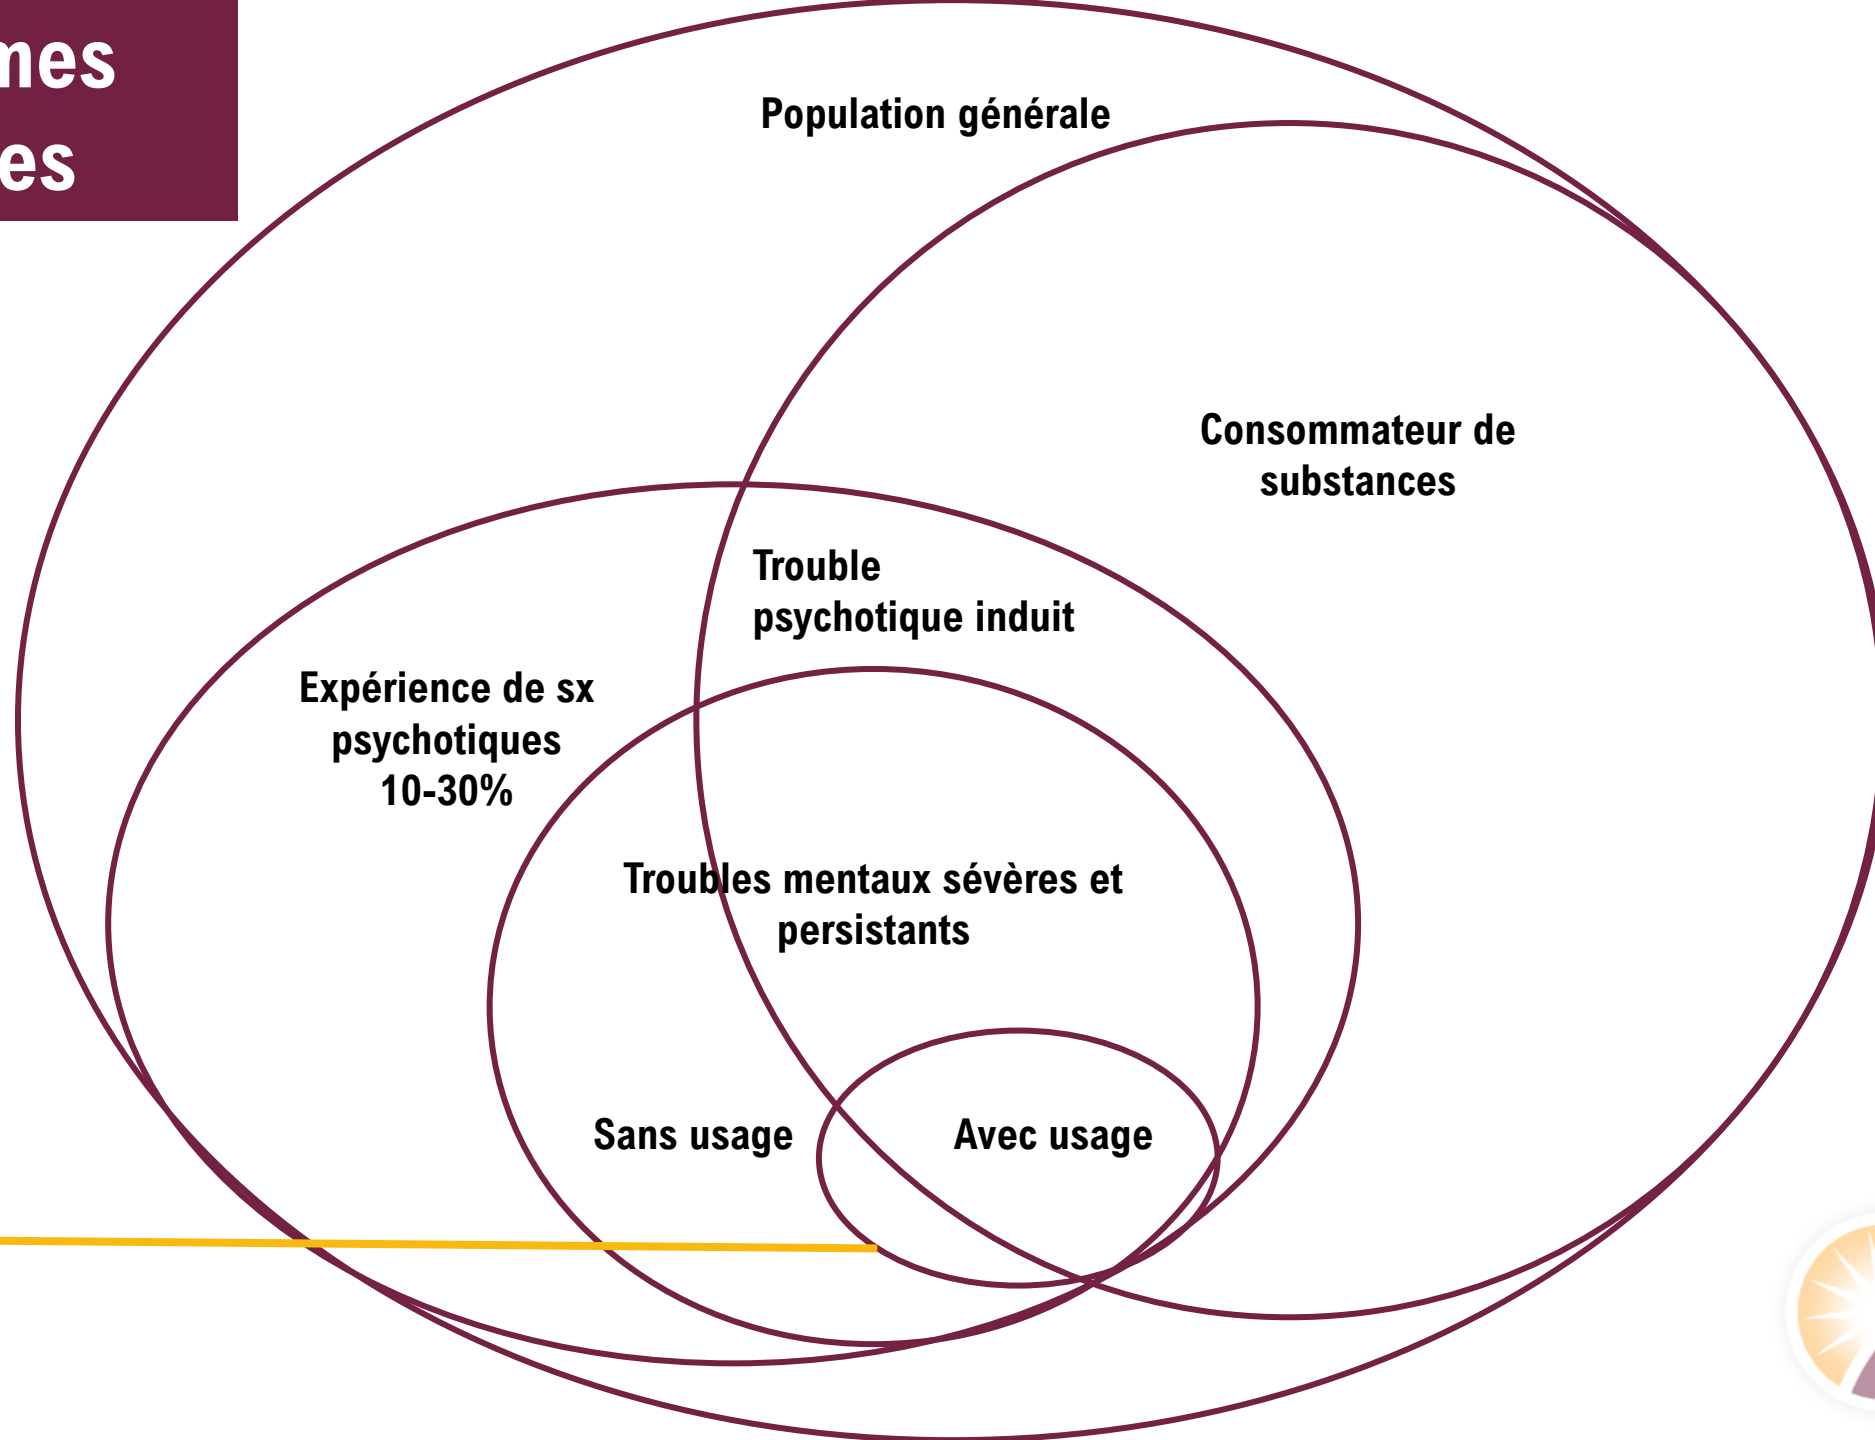 mes
es
Population générale
Consommateur de
substances
Trouble
psychotique induit
Expérience de sx
psychotiques
10-30%
Troubles mentaux sévères et
persistants
Sans usage
Avec usage